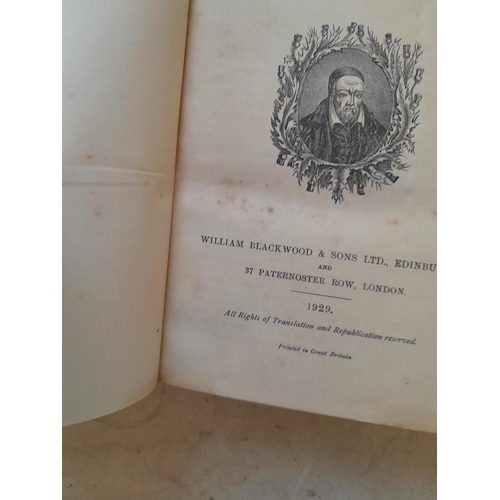 WILLIAM BLACKWOOD & SONS LTD., EDINBU
AND
37 PATERNOSTER ROW, LONDON.
1929.
All Rights of Translation and Republication reserved.
Printed in Great Britain.